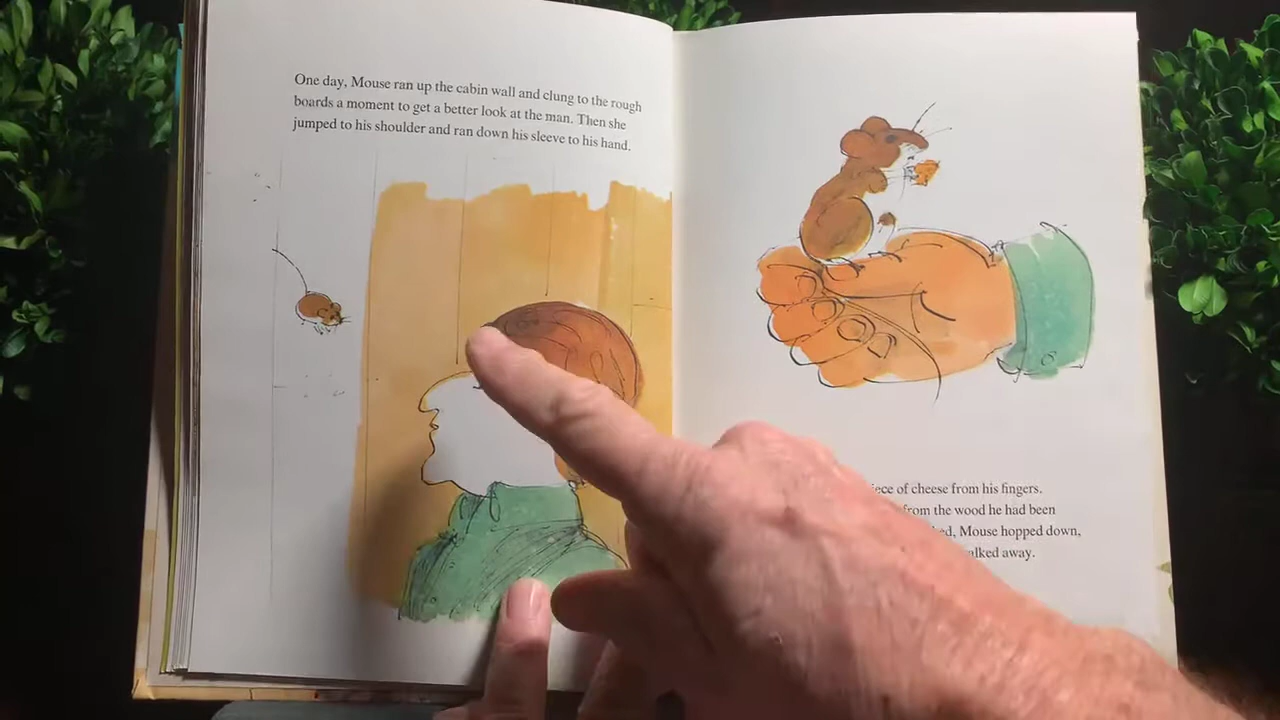 One day, Mouse ran up the cabin wall and clung to the rough
boards a moment to get a better look at the man. Then she
jumped to his shoulder and ran down his sleeve to his hand.
of cheese from his fingers.
from the wood he had been
Mouse hopped down,
away.